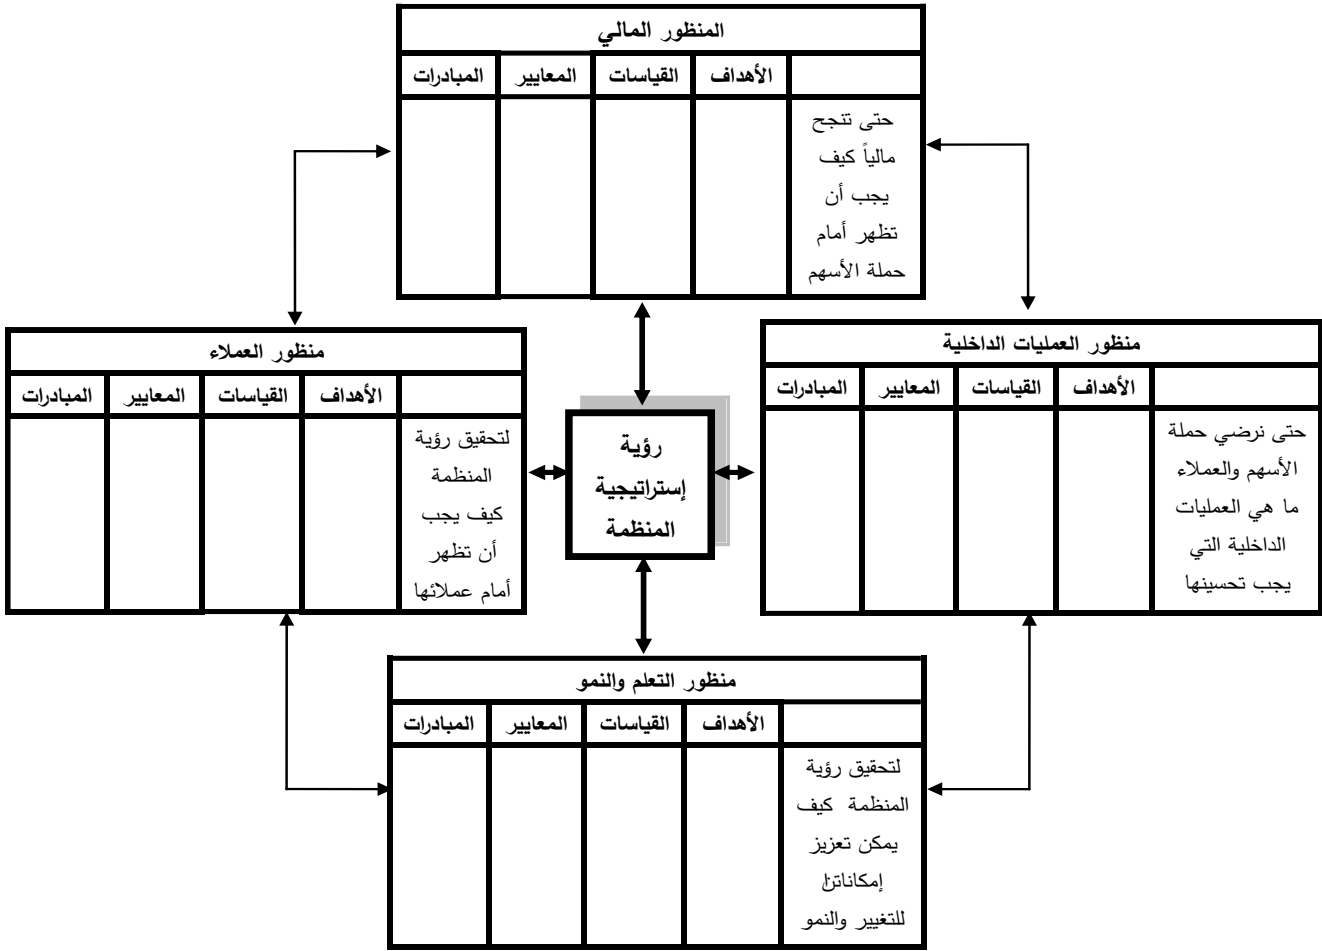 المنظور المالي
الأهداف القياسات المعايير المبادرات
حتى تنجح
مالياً كيف
يجب أن
تظهر أمام
حملة الأسهم
منظور العمليات الداخلية
الأهداف القياسات المعايير المبادرات
حتى نرضي حملة
الأسهم والعملاء
ما هي العمليات
الداخلية التي
يجب تحسينها
رؤية
إستراتيجية
المنظمة
منظور العملاء
الأهداف القياسات المعايير المبادرات
لتحقيق رؤية
المنظمة
كيف يجب
أن تظهر
أمام عملائها
منظور التعلم والنمو
الأهداف القياسات المعايير المبادرات
لتحقيق رؤية
المنظمة كيف
يمكن تعزيز
إمكاناتنا
للتغيير والنمو